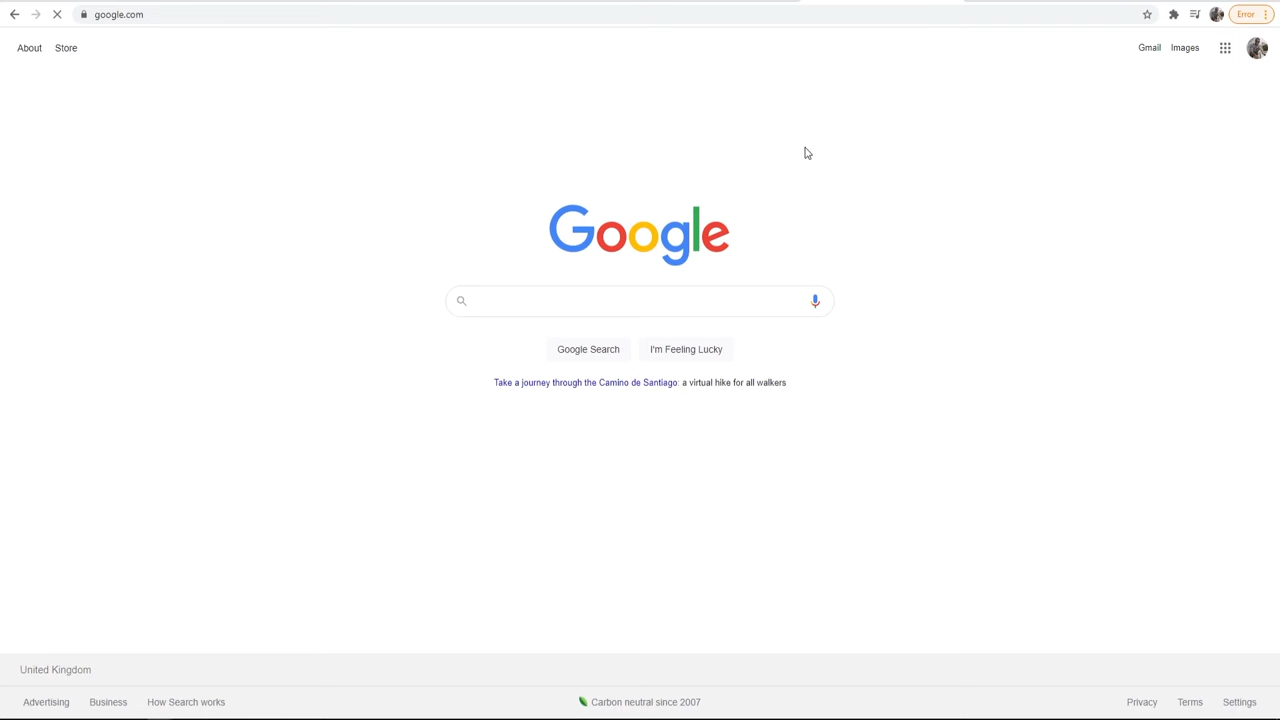 google.com
Error
About Store
Gmail Images
Google
Google Search I'm Feeling Lucky
Take a journey through the Camino de Santiago: a virtual hike for all walkers
United Kingdom
Advertising Business How Search works
Carbon neutral since 2007
Privacy Terms Settings